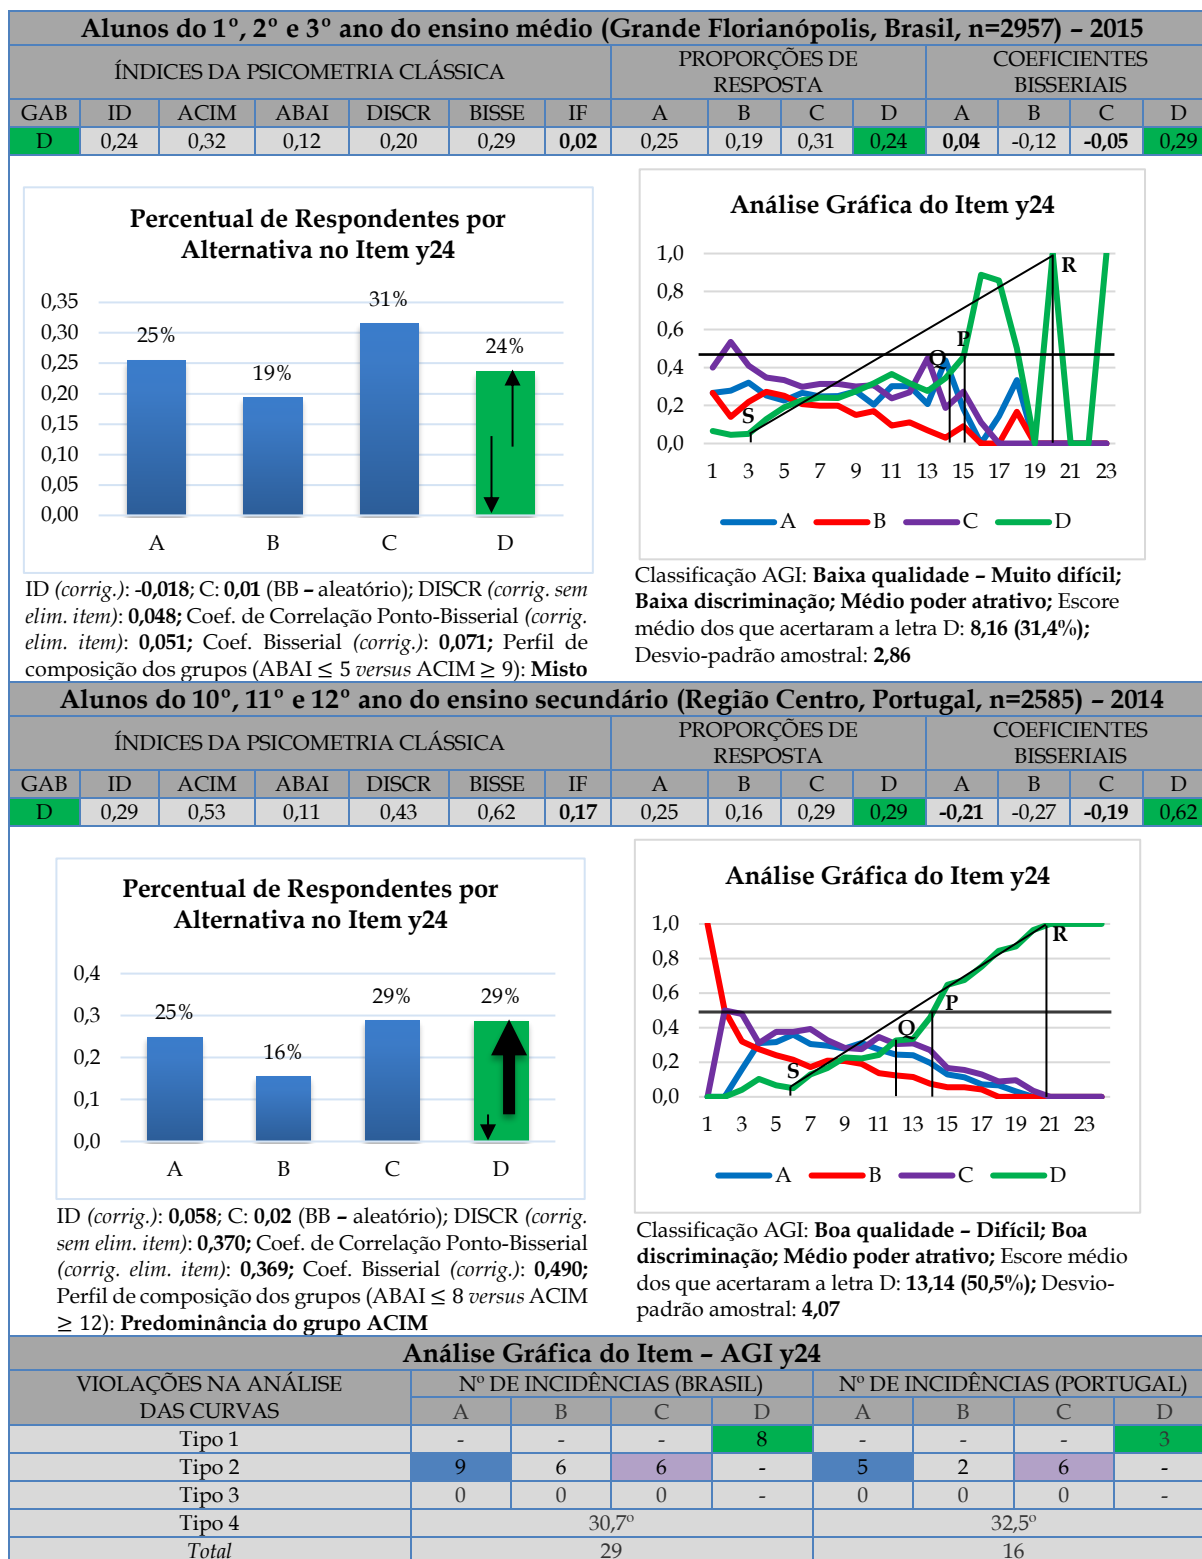 Alunos do 1º, 2º e 3º ano do ensino médio (Grande Florianópolis, Brasil, n=2957) – 2015
ÍNDICES DA PSICOMETRIA CLÁSSICA PROPORÇÕES DE RESPOSTA COEFICIENTES BISSERIAIS
GAB ID ACIM ABAI DISCR BISSE IF A B C D A B C D
D 0,24 0,32 0,12 0,20 0,29 0,02 0,25 0,19 0,31 0,24 0,04 -0,12 -0,05 0,29
Percentual de Respondentes por
Alternativa no Item y24
0,35
0,30
0,25
0,20
0,15
0,10
0,05
0,00
25% 19% 31% 24%
A B C D
ID (corrig.): -0,018; C: 0,01 (BB – aleatório); DISCR (corrig. sem
elim. item): 0,048; Coef. de Correlação Ponto-Bisserial (corrig.
elim. item): 0,051; Coef. Bisserial (corrig.): 0,071; Perfil de
composição dos grupos (ABAI ≤ 5 versus ACIM ≥ 9): Misto
Análise Gráfica do Item y24
1,0
0,8
0,6
0,4
0,2
0,0
S Q P R
1 3 5 7 9 11 13 15 17 19 21 23
A B C D
Classificação AGI: Baixa qualidade – Muito difícil;
Baixa discriminação; Médio poder atrativo; Escore
médio dos que acertaram a letra D: 8,16 (31,4%);
Desvio-padrão amostral: 2,86
Alunos do 10º, 11º e 12º ano do ensino secundário (Região Centro, Portugal, n=2585) – 2014
ÍNDICES DA PSICOMETRIA CLÁSSICA PROPORÇÕES DE RESPOSTA COEFICIENTES BISSERIAIS
GAB ID ACIM ABAI DISCR BISSE IF A B C D A B C D
D 0,29 0,53 0,11 0,43 0,62 0,17 0,25 0,16 0,29 0,29 -0,21 -0,27 -0,19 0,62
Percentual de Respondentes por
Alternativa no Item y24
0,4
0,3
0,2
0,1
0,0
25% 16% 29% 29%
A B C D
ID (corrig.): 0,058; C: 0,02 (BB – aleatório); DISCR (corrig.
sem elim. item): 0,370; Coef. de Correlação Ponto-Bisserial
(corrig. elim. item): 0,369; Coef. Bisserial (corrig.): 0,490;
Perfil de composição dos grupos (ABAI ≤ 8 versus ACIM
≥ 12): Predominância do grupo ACIM
Análise Gráfica do Item y24
1,0
0,8
0,6
0,4
0,2
0,0
S Q P R
1 3 5 7 9 11 13 15 17 19 21 23
A B C D
Classificação AGI: Boa qualidade – Difícil; Boa
discriminação; Médio poder atrativo; Escore médio
dos que acertaram a letra D: 13,14 (50,5%); Desvio-
padrão amostral: 4,07
Análise Gráfica do Item – AGI y24
VIOLAÇÕES NA ANÁLISE Nº DE INCIDÊNCIAS (BRASIL) Nº DE INCIDÊNCIAS (PORTUGAL)
DAS CURVAS A B C D A B C D
Tipo 1 - - - 8 - - - 3
Tipo 2 9 6 6 - 5 2 6 -
Tipo 3 0 0 0 - 0 0 0 -
Tipo 4 30,7º 32,5º
Total 29 16